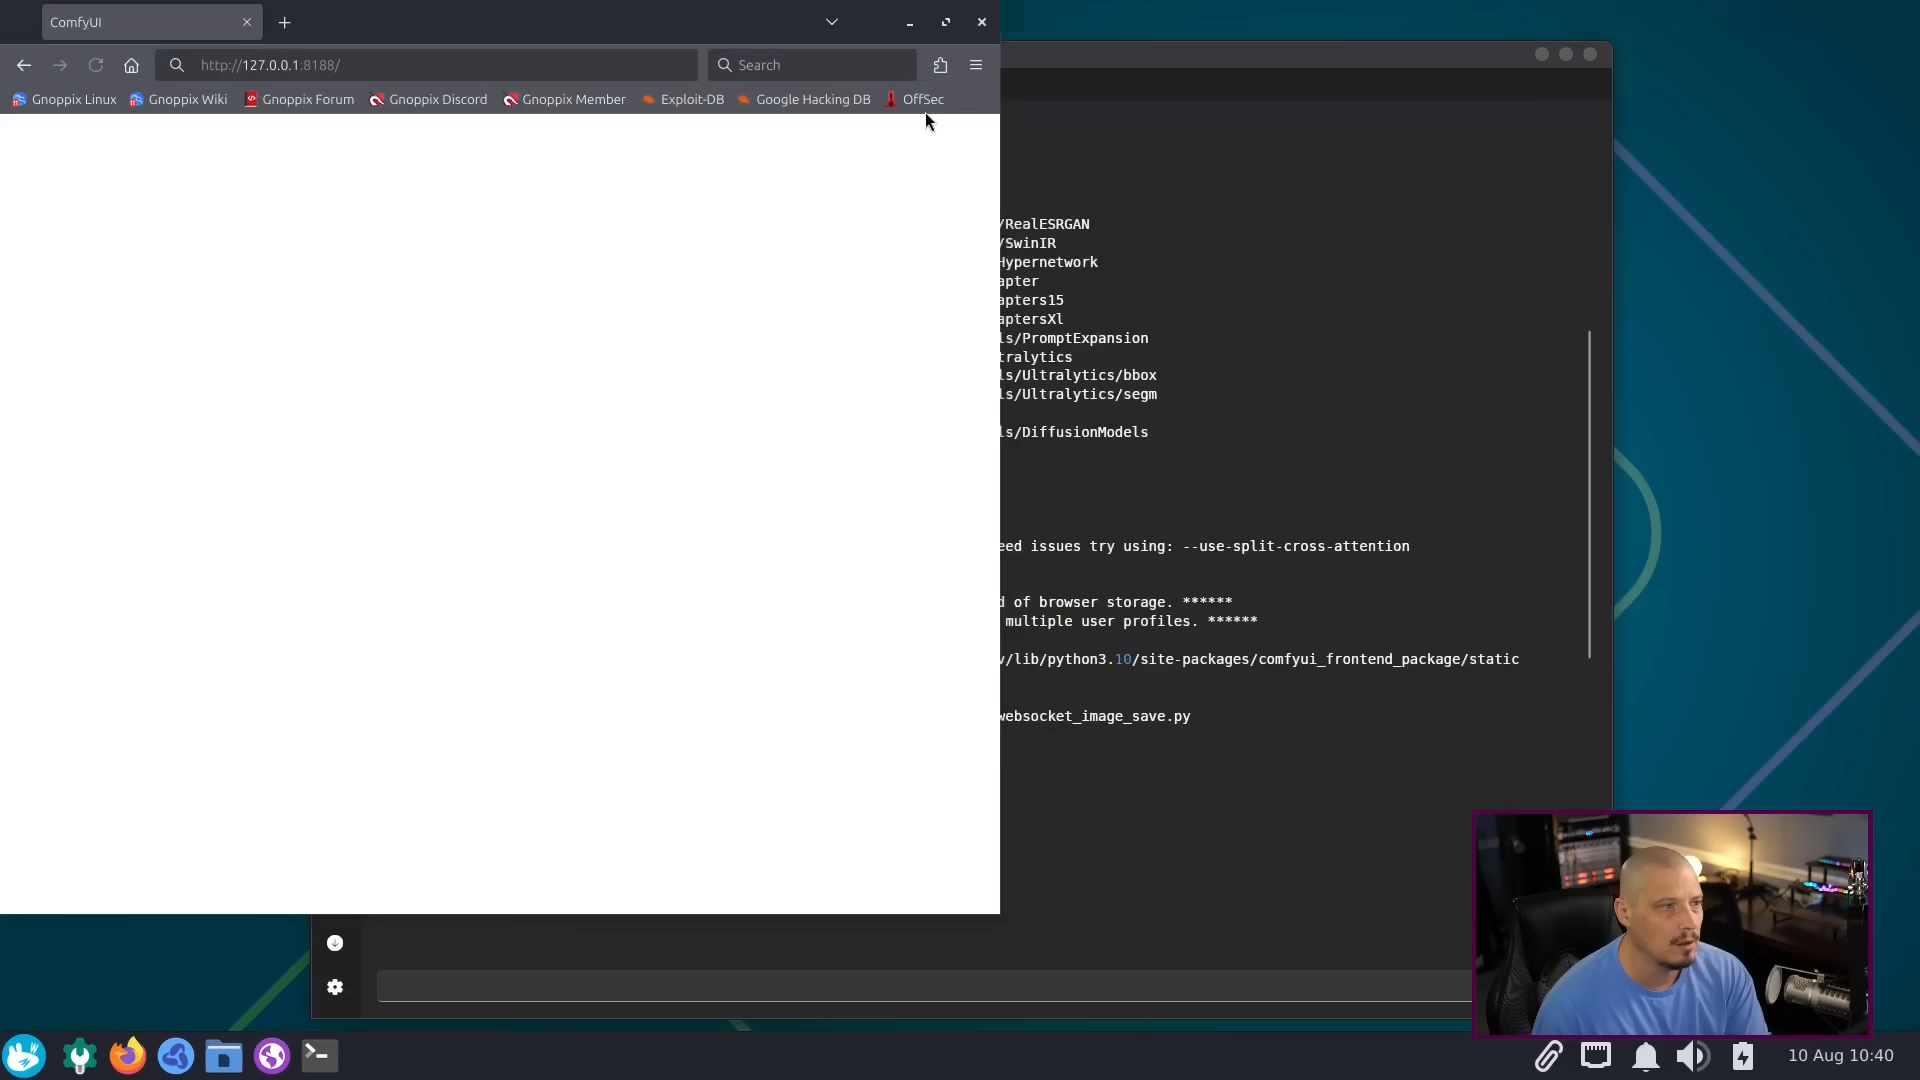 ComfyUI
http://127.0.0.1:8188/
Search
Gnoppix Linux
Gnoppix Wiki
Gnoppix Forum
Gnoppix Discord
Gnoppix Member
Exploit-DB
Google Hacking DB
OffSec
/RealESRGAN
/SwinIR
Hypernetwork
apter
apters15
aptersXl
ls/PromptExpansion
tralytics
ls/Ultralytics/bbox
ls/Ultralytics/segm
ls/DiffusionModels
eed issues try using: --use-split-cross-attention
d of browser storage. ******
multiple user profiles. ******
v/lib/python3.10/site-packages/comfyui_frontend_package/static
websocket_image_save.py
10 Aug 10:40